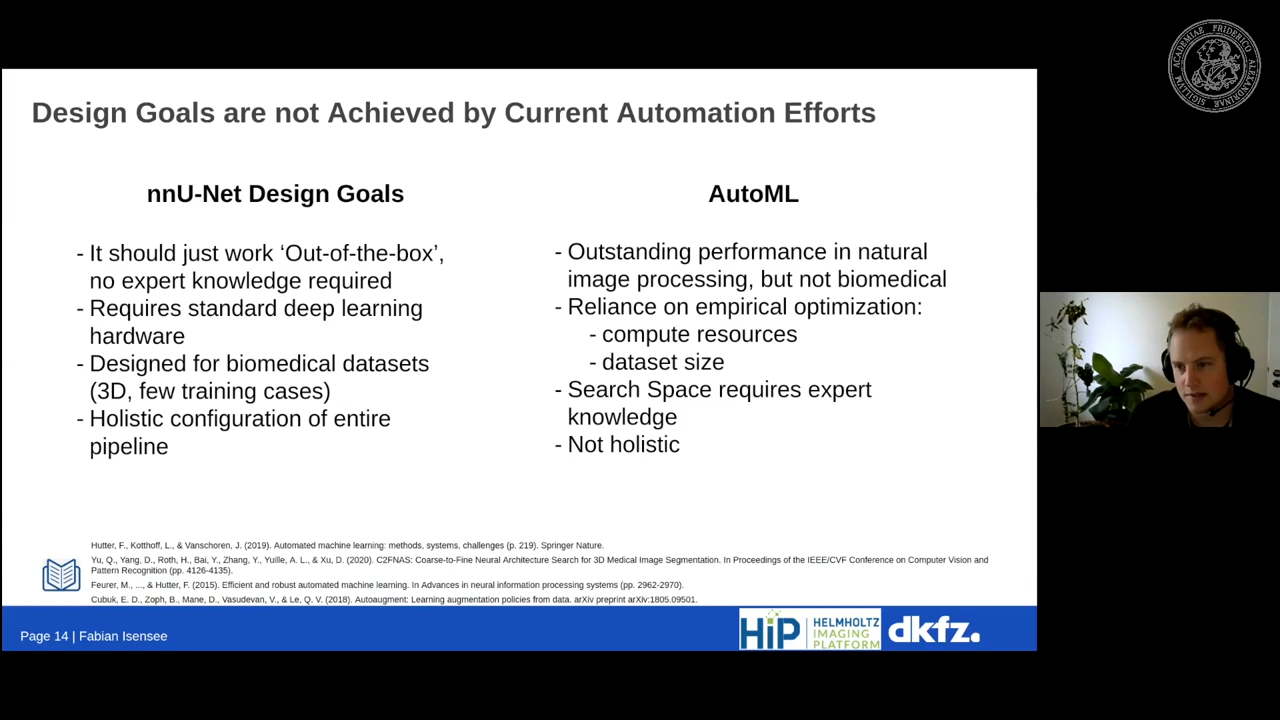 ACADEMIAE FRIDERICO ALEXANDRINAE SIGILLVM
Design Goals are not Achieved by Current Automation Efforts
nnU-Net Design Goals
- It should just work ‘Out-of-the-box’,
no expert knowledge required
- Requires standard deep learning
hardware
- Designed for biomedical datasets
(3D, few training cases)
- Holistic configuration of entire
pipeline
AutoML
- Outstanding performance in natural
image processing, but not biomedical
- Reliance on empirical optimization:
- compute resources
- dataset size
- Search Space requires expert
knowledge
- Not holistic
Hutter, F., Kotthoff, L., & Vanschoren, J. (2019). Automated machine learning: methods, systems, challenges (p. 219). Springer Nature.
Yu, Q., Yang, D., Roth, H., Bai, Y., Zhang, Y., Yuille, A. L., & Xu, D. (2020). C2FNAS: Coarse-to-Fine Neural Architecture Search for 3D Medical Image Segmentation. In Proceedings of the IEEE/CVF Conference on Computer Vision and
Pattern Recognition (pp. 4126-4135).
Feurer, M., ..., & Hutter, F. (2015). Efficient and robust automated machine learning. In Advances in neural information processing systems (pp. 2962-2970).
Cubuk, E. D., Zoph, B., Mane, D., Vasudevan, V., & Le, Q. V. (2018). Autoaugment: Learning augmentation policies from data. arXiv preprint arXiv:1805.09501.
Page 14 | Fabian Isensee
HiP
HELMHOLTZ
IMAGING
PLATFORM
dkfz.